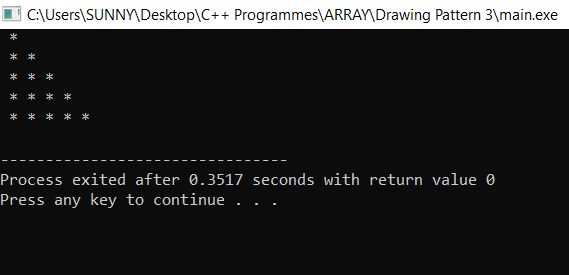 C:\Users\SUNNY\Desktop\C++ Programmes\ARRAY\Drawing Pattern 3\main.exe
*
* *
* * *
* * * *
* * * * *
--------------------------------
Process exited after 0.3517 seconds with return value 0
Press any key to continue . . .